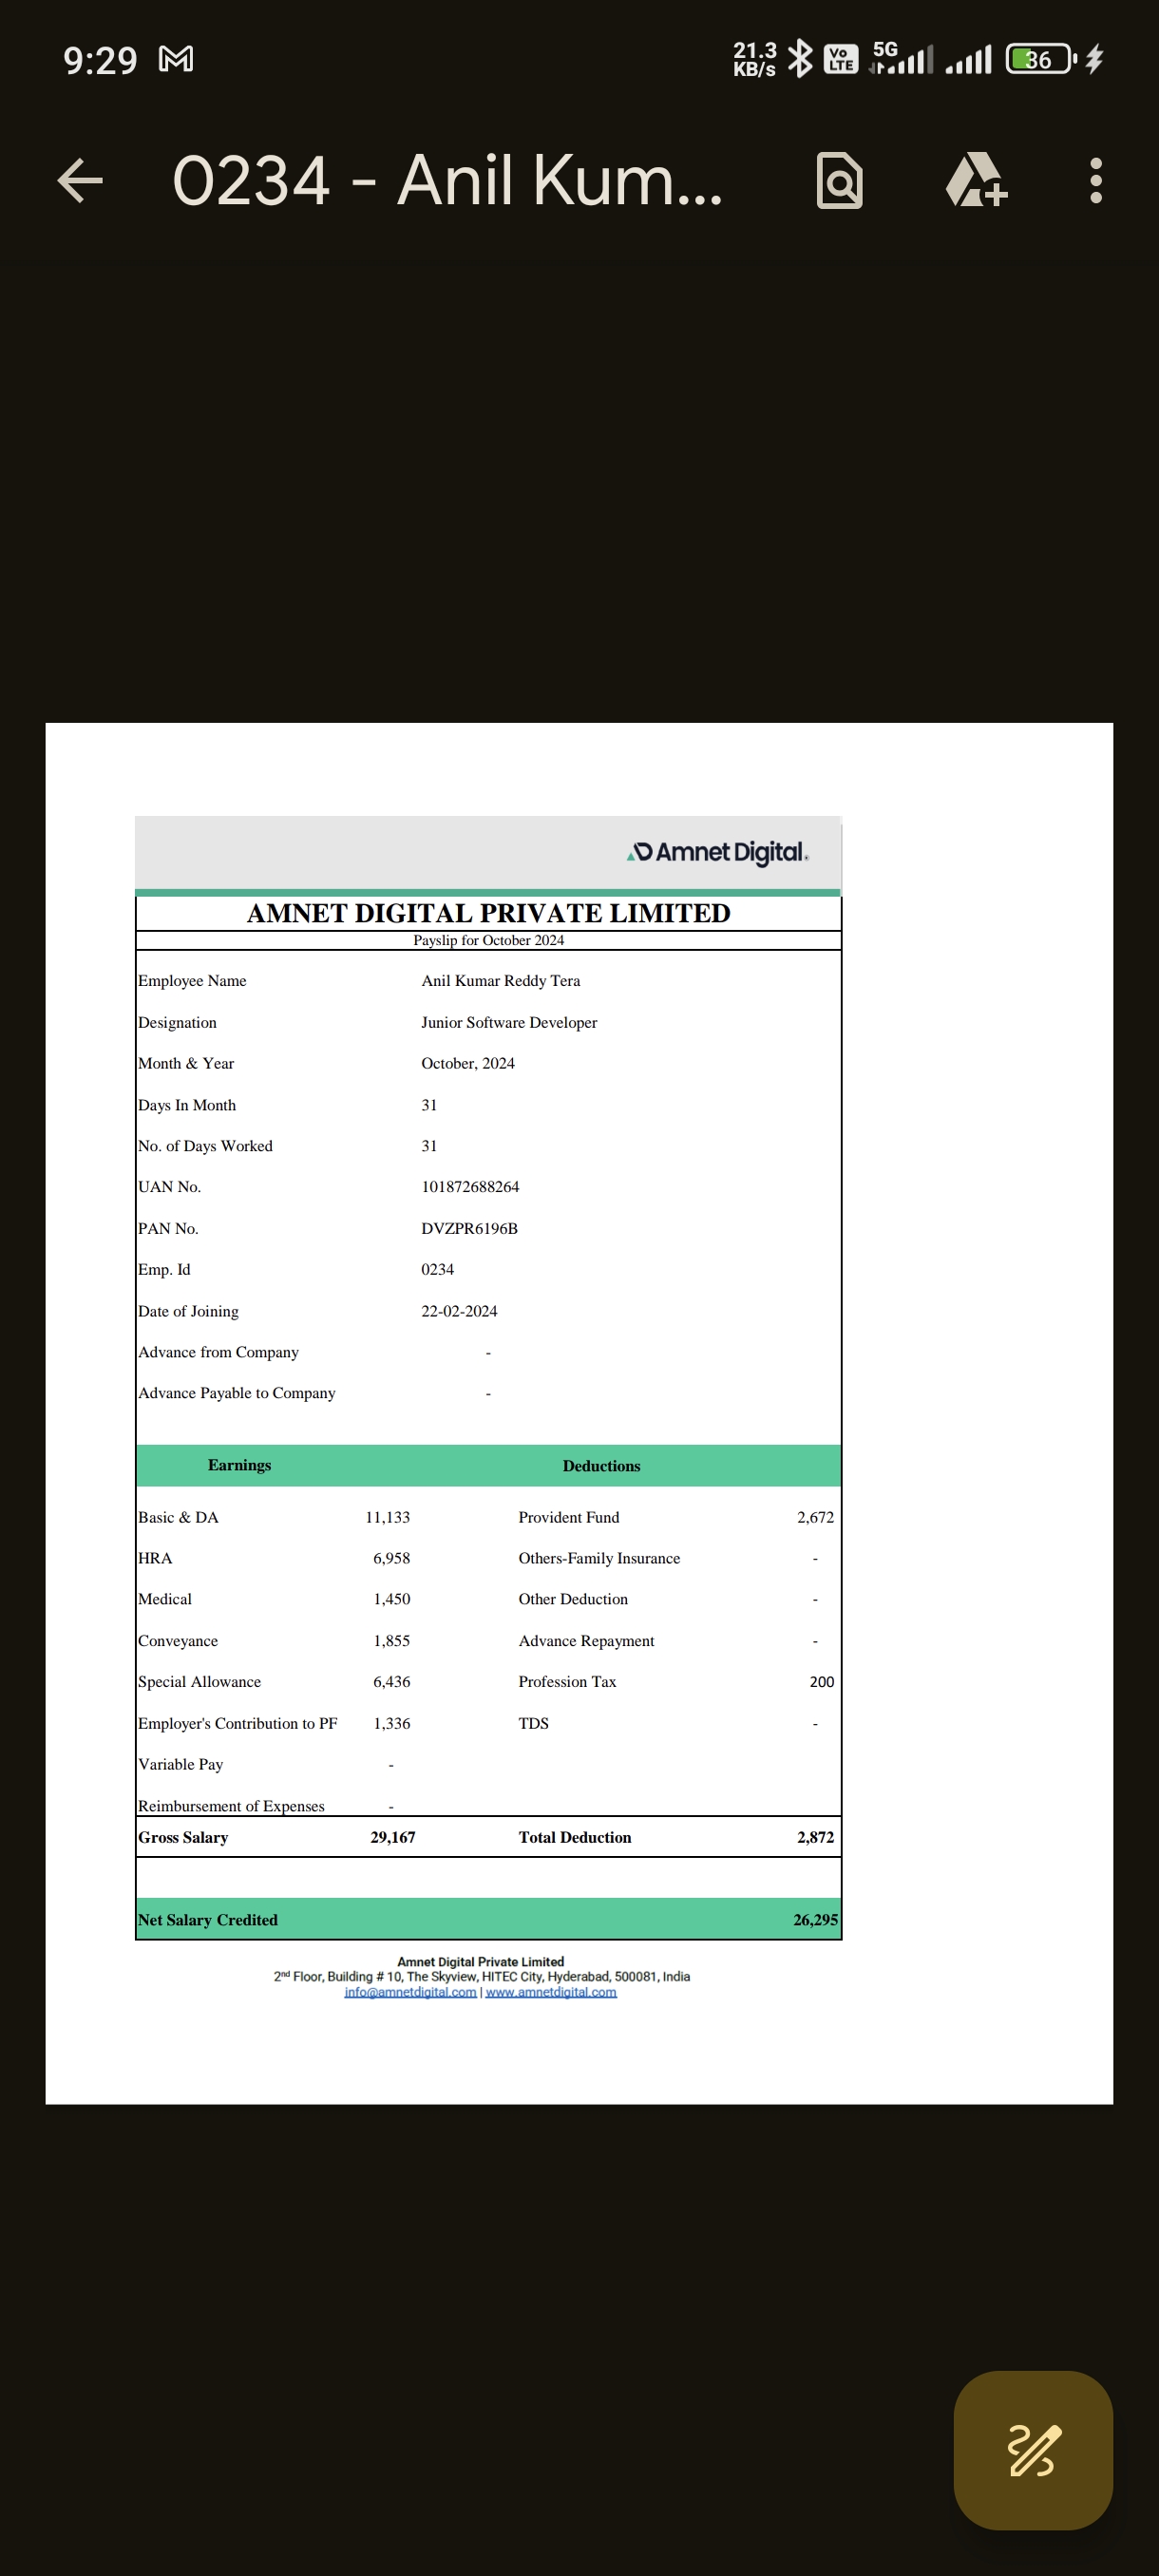 9:29
21.3 KB/s Vo LTE 5G 36
0234 - Anil Kum...
Amnet Digital.
AMNET DIGITAL PRIVATE LIMITED
Payslip for October 2024
Employee Name Anil Kumar Reddy Tera
Designation Junior Software Developer
Month & Year October, 2024
Days In Month 31
No. of Days Worked 31
UAN No. 101872688264
PAN No. DVZPR6196B
Emp. Id 0234
Date of Joining 22-02-2024
Advance from Company -
Advance Payable to Company -
Earnings Deductions
Basic & DA 11,133 Provident Fund 2,672
HRA 6,958 Others-Family Insurance -
Medical 1,450 Other Deduction -
Conveyance 1,855 Advance Repayment -
Special Allowance 6,436 Profession Tax 200
Employer's Contribution to PF 1,336 TDS -
Variable Pay -
Reimbursement of Expenses -
Gross Salary 29,167 Total Deduction 2,872
Net Salary Credited 26,295
Amnet Digital Private Limited
2nd Floor, Building # 10, The Skyview, HITEC City, Hyderabad, 500081, India
info@amnetdigital.com | www.amnetdigital.com